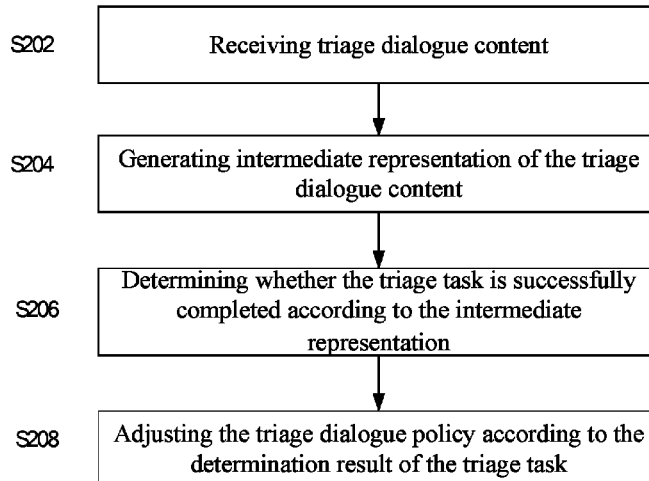 S202
Receiving triage dialogue content
S204
Generating intermediate representation of the triage
dialogue content
S206
Determining whether the triage task is successfully
completed according to the intermediate
representation
S208
Adjusting the triage dialogue policy according to the
determination result of the triage task